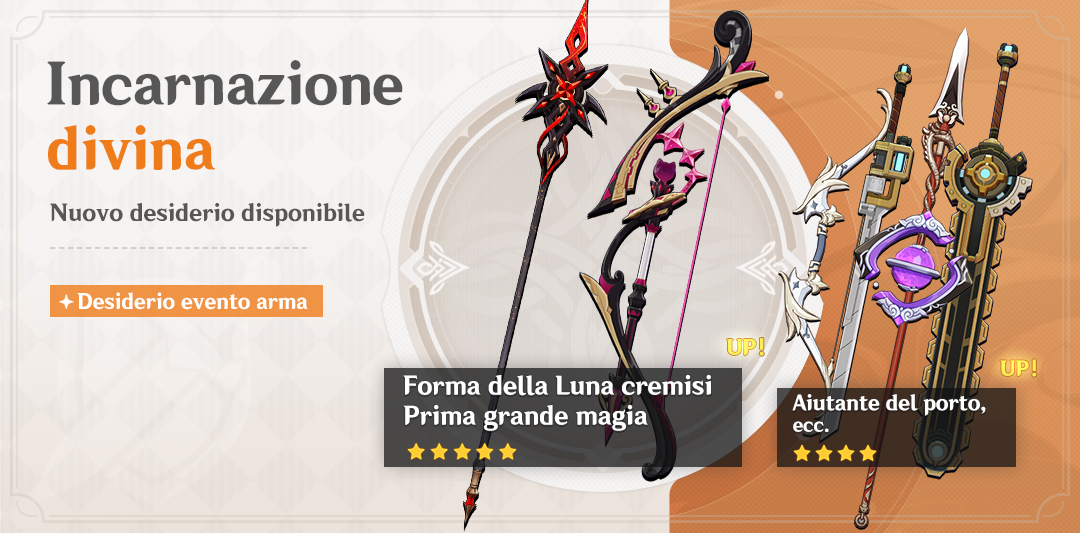 Incarnazione
divina
Nuovo desiderio disponibile
Desiderio evento arma
UP!
Forma della Luna cremisi
Prima grande magia
UP!
Aiutante del porto,
ecc.